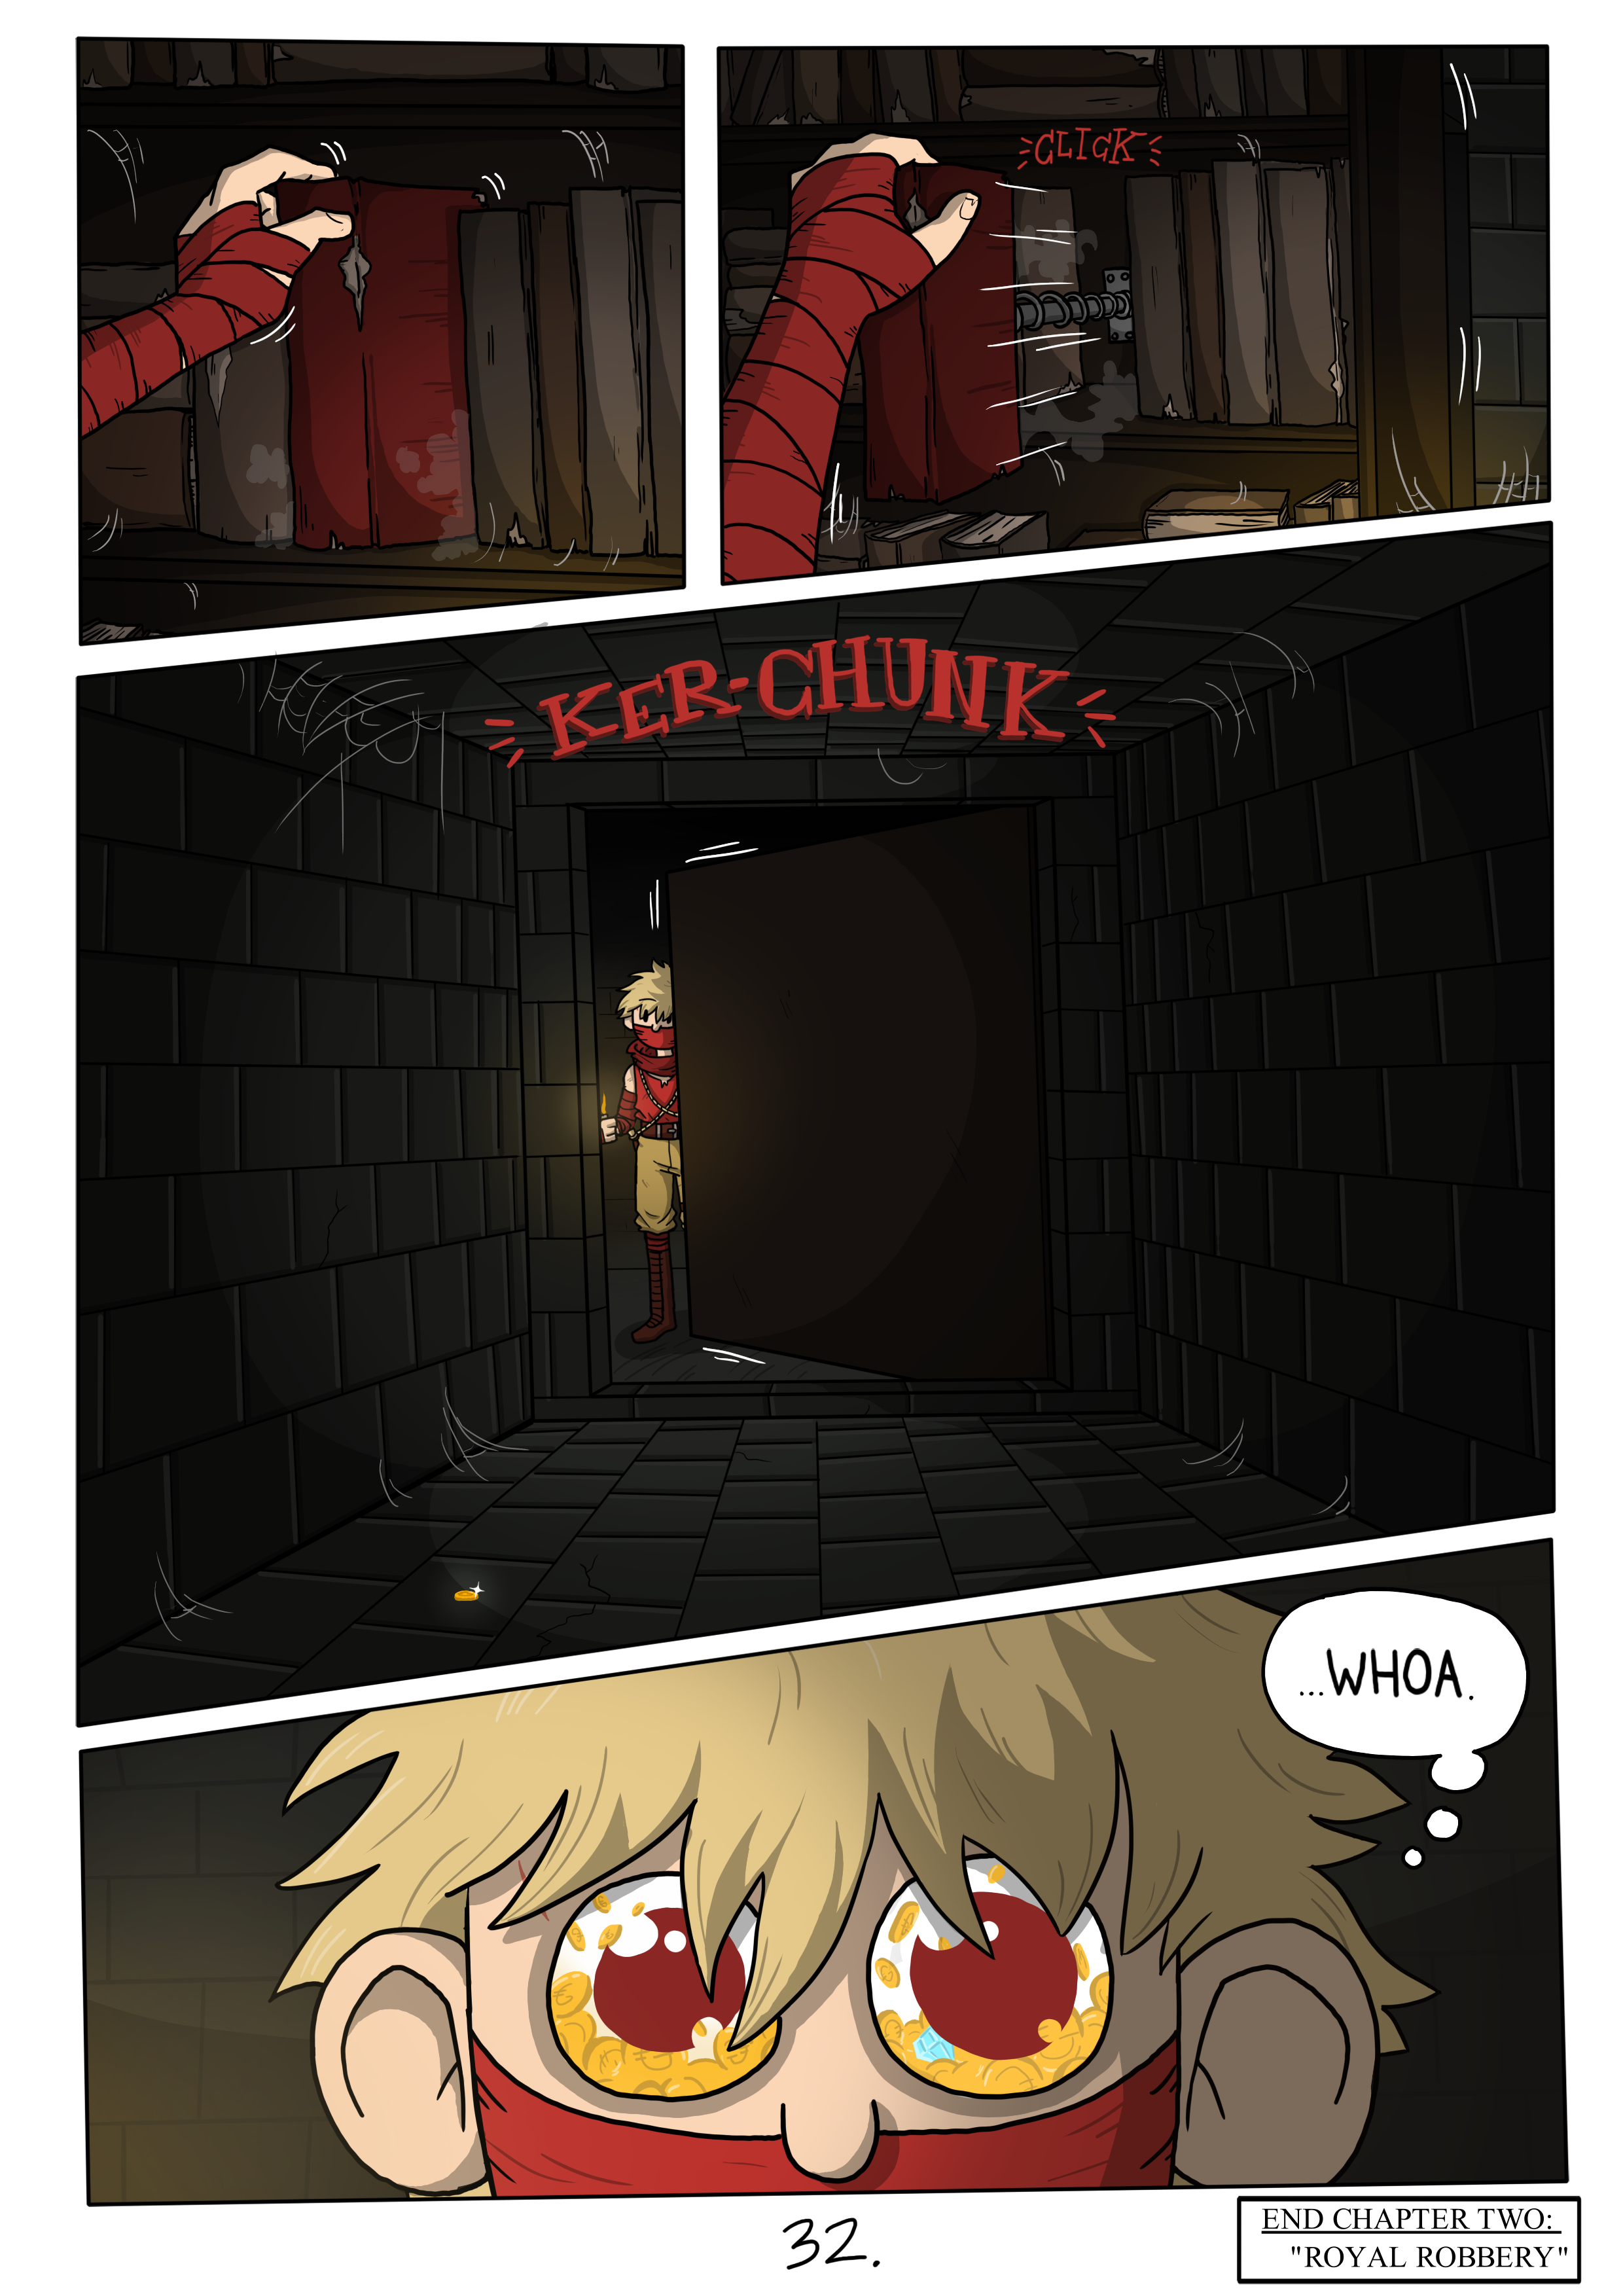 CLICK
KER-CHUNK
...WHOA.
32.
END CHAPTER TWO:
"ROYAL ROBBERY"